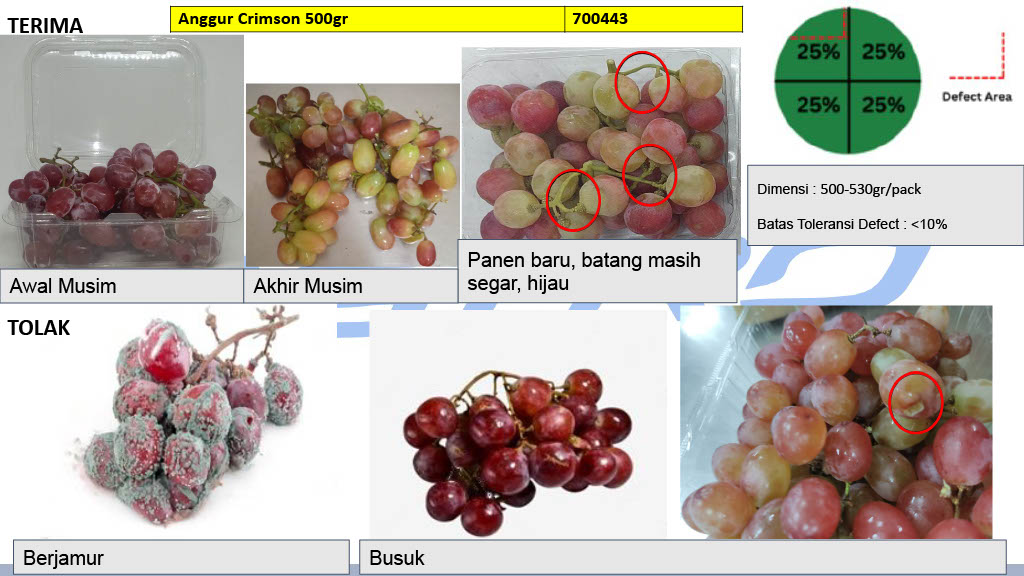 TERIMA
Anggur Crimson 500gr
700443
25%
25%
25%
25%
Defect Area
Dimensi : 500-530gr/pack
Batas Toleransi Defect : <10%
Awal Musim
Akhir Musim
Panen baru, batang masih
segar, hijau
TOLAK
Berjamur
Busuk